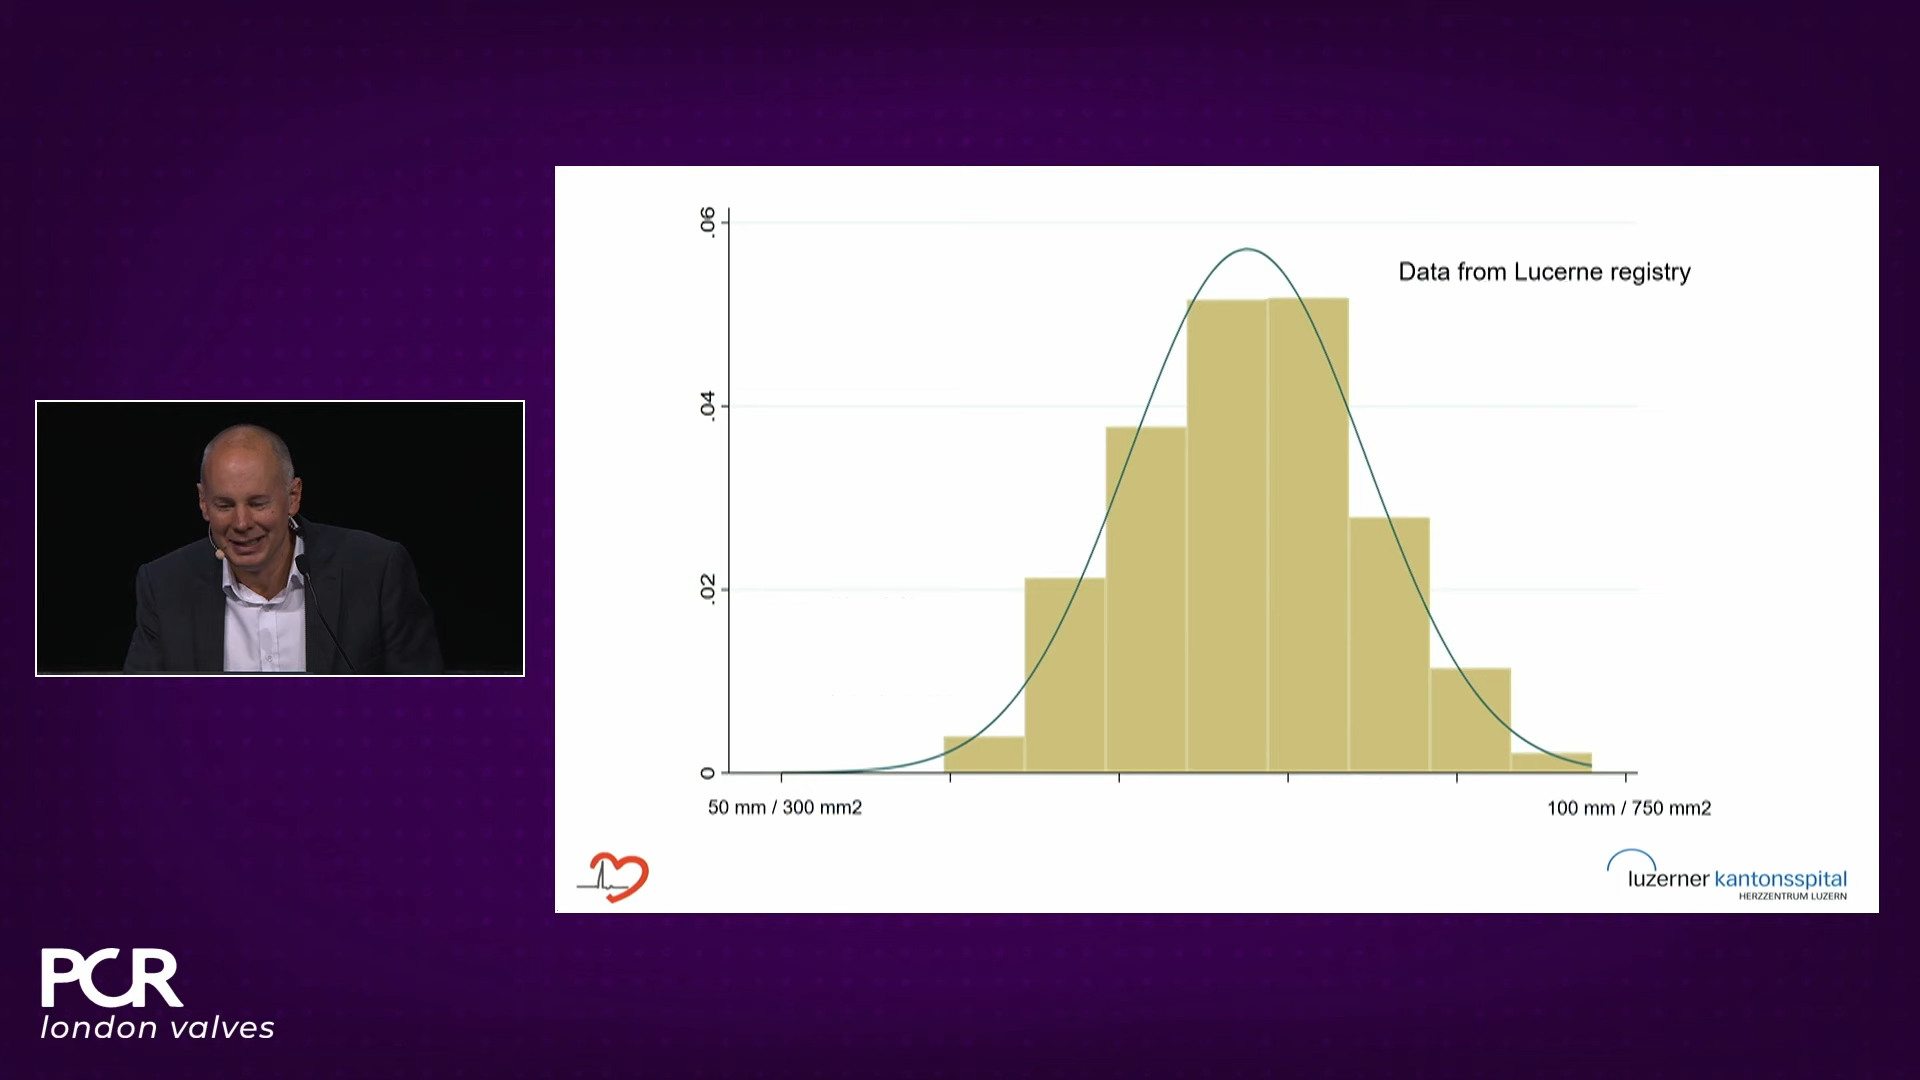 Data from Lucerne registry
.06
.04
.02
0
50 mm / 300 mm2
100 mm / 750 mm2
luzerner kantonsspital
HERZZENTRUM LUZERN
PCR
london valves